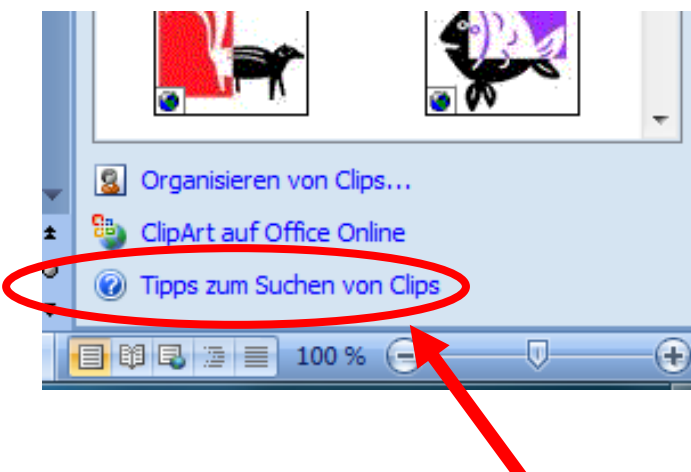 Organisieren von Clips...
ClipArt auf Office Online
Tipps zum Suchen von Clips
100 %